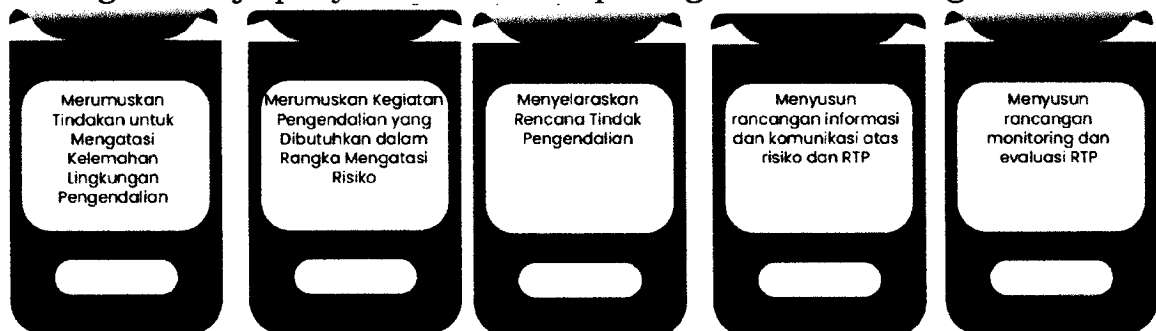 Merumuskan
Tindakan untuk
Mengatasi
Kelemahan
Lingkungan
Pengendalian
Merumuskan Kegiatan
Pengendalian yang
Dibutuhkan dalam
Rangka Mengatasi
Risiko
Menyelaraskan
Rencana Tindak
Pengendalian
Menyusun
rancangan informasi
dan komunikasi atas
risiko dan RTP
Menyusun
rancangan
monitoring dan
evaluasi RTP